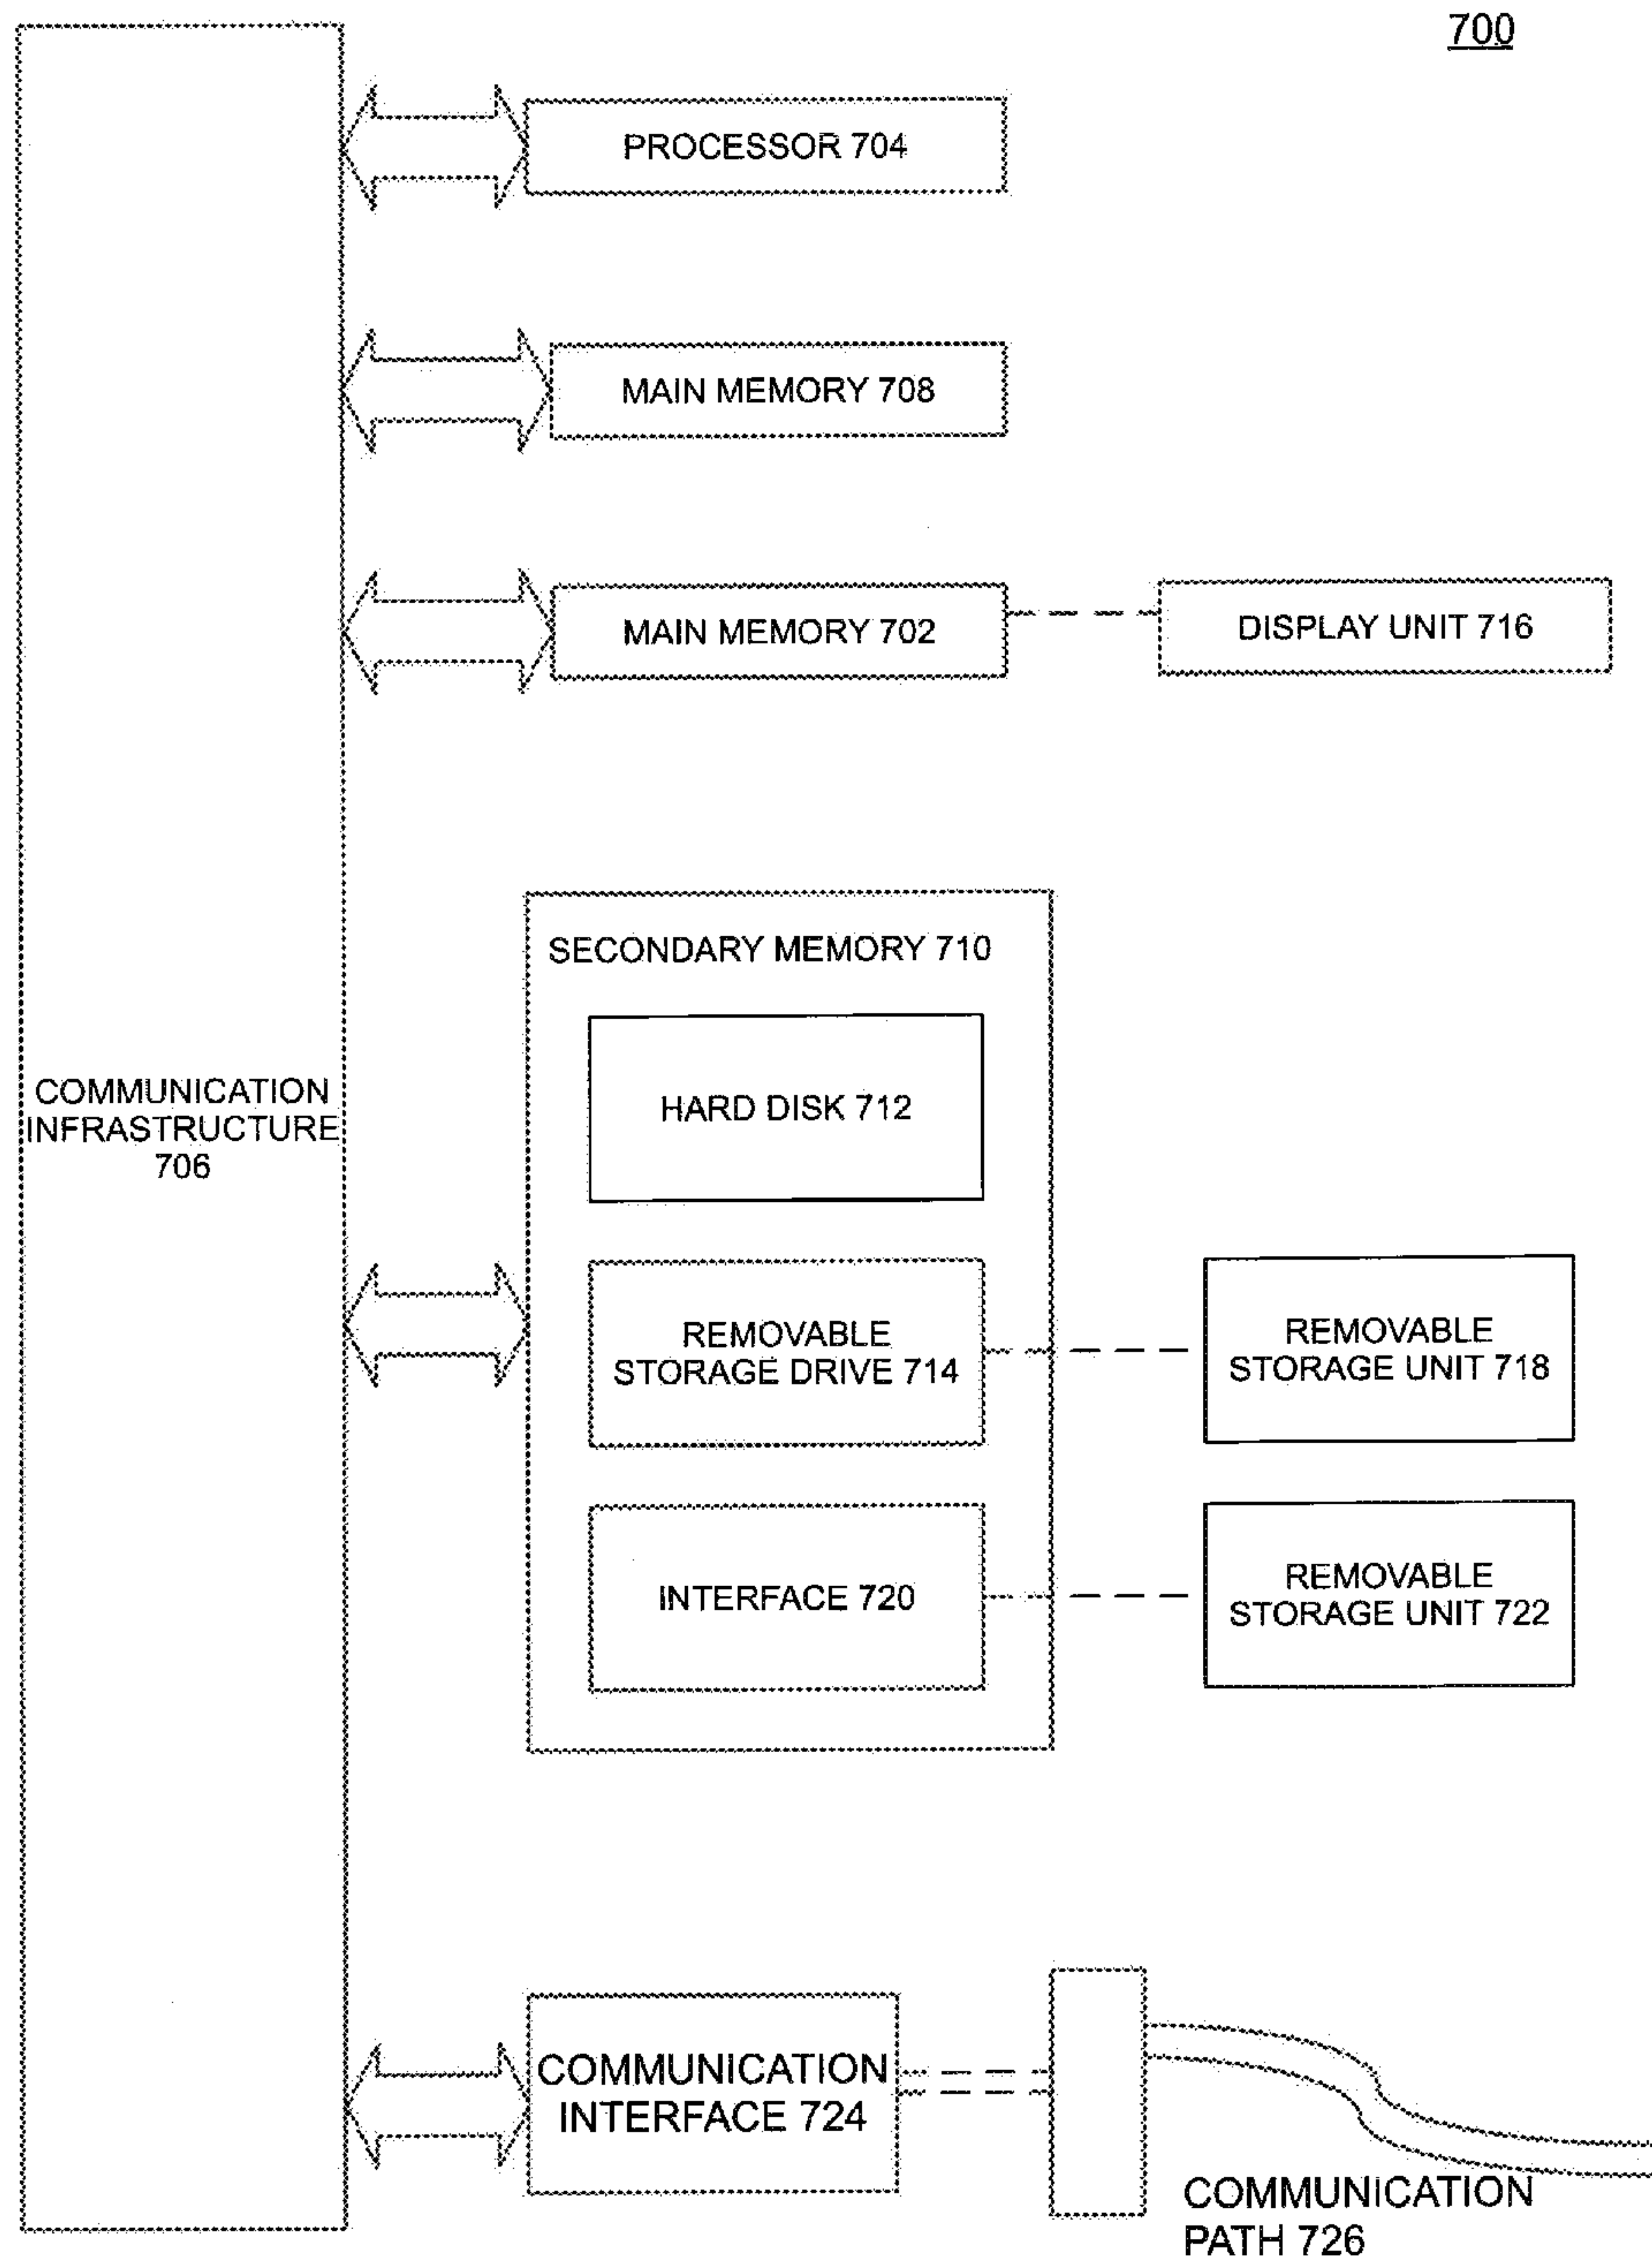 700
PROCESSOR 704
MAIN MEMORY 708
MAIN MEMORY 702
DISPLAY UNIT 716
SECONDARY MEMORY 710
HARD DISK 712
COMMUNICATION
INFRASTRUCTURE
706
REMOVABLE
STORAGE DRIVE 714
REMOVABLE
STORAGE UNIT 718
INTERFACE 720
REMOVABLE
STORAGE UNIT 722
COMMUNICATION
INTERFACE 724
COMMUNICATION
PATH 726